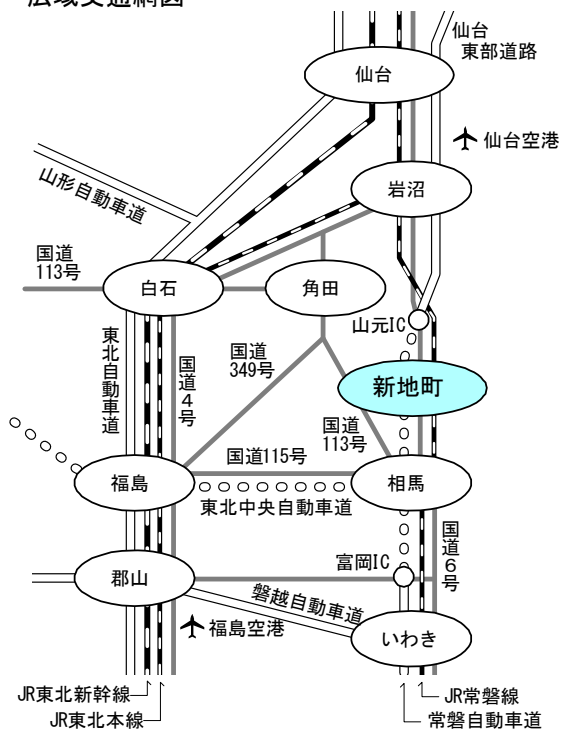 広域交通網図
仙台
東部道路
仙台
仙台空港
山形自動車道
岩沼
国道
113号
白石
角田
山元IC
東北自動車道
国道4号
国道
349号
新地町
国道
113号
国道115号
福島
相馬
東北中央自動車道
国道6号
富岡IC
郡山
磐越自動車道
福島空港
いわき
JR東北新幹線
JR常磐線
JR東北本線
常磐自動車道